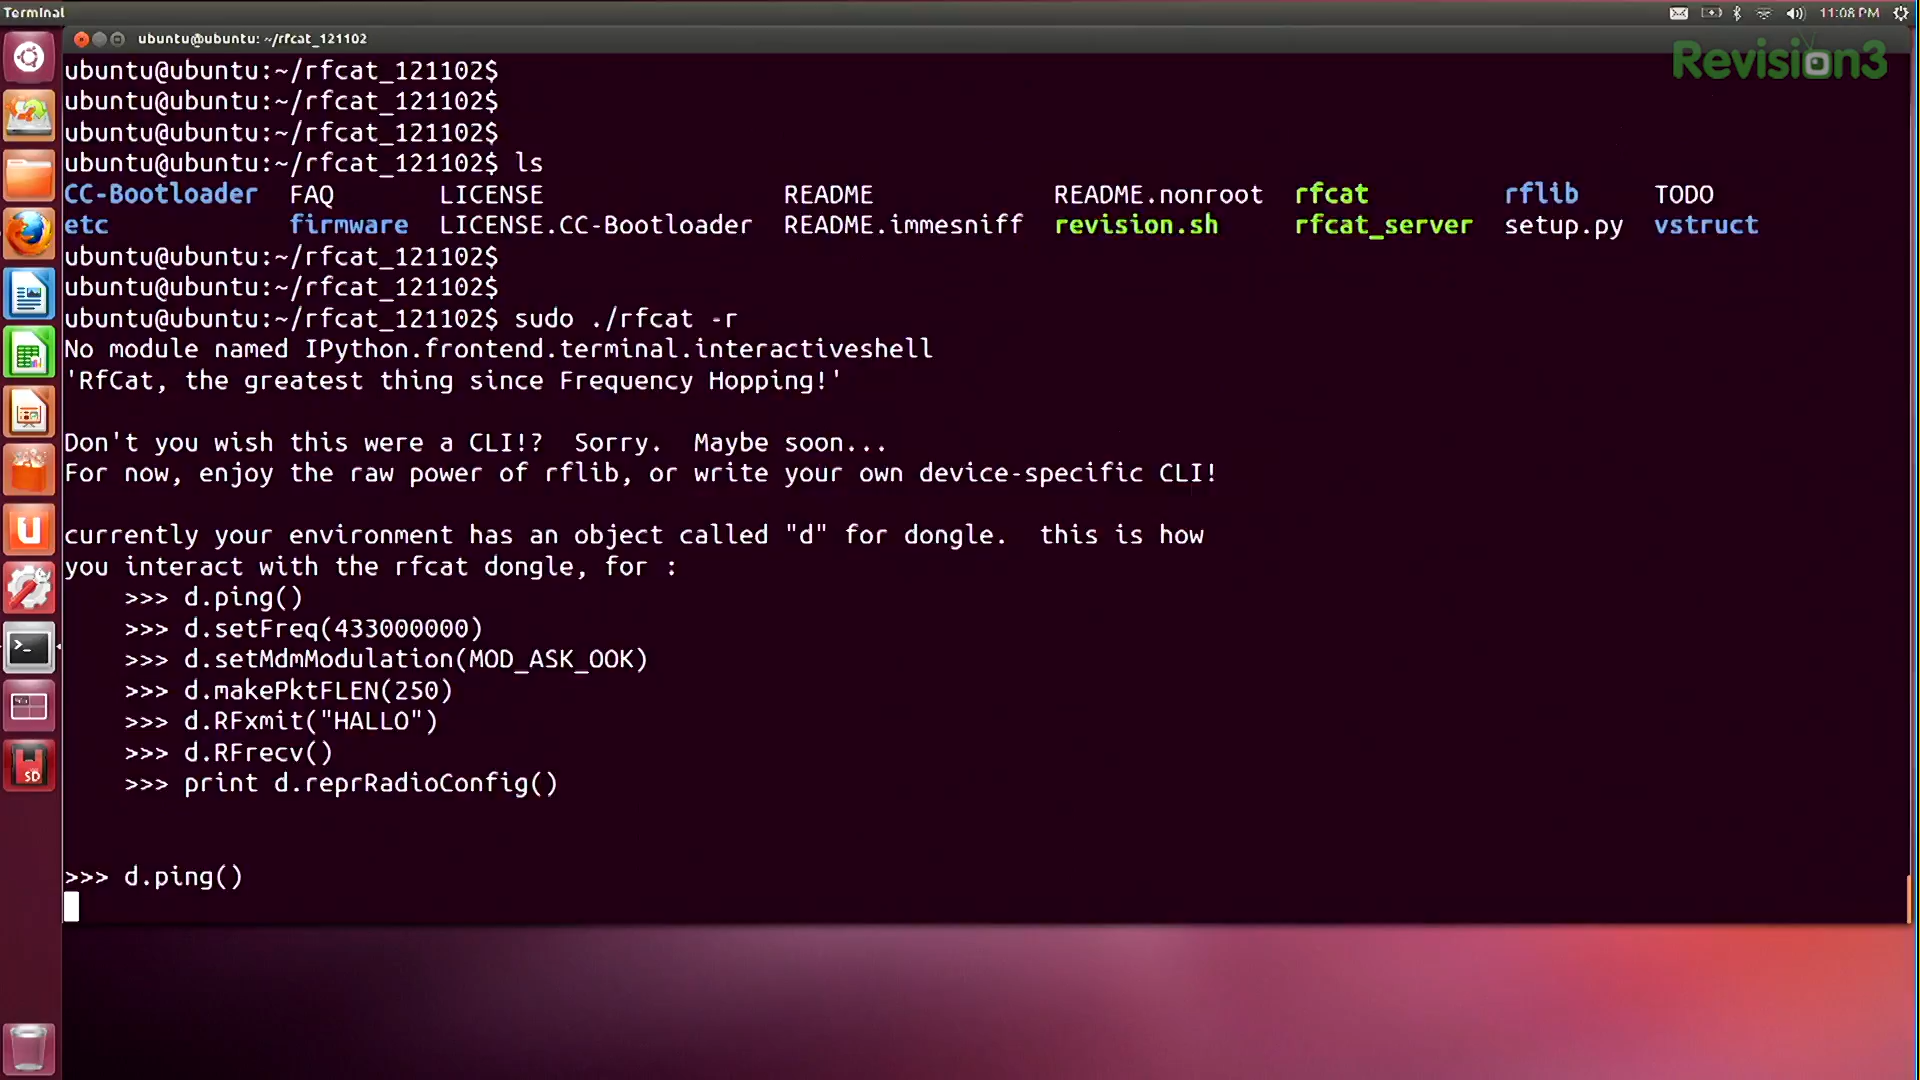 Terminal
11:08 PM
ubuntu@ubuntu: ~/rfcat_121102
Revision3
ubuntu@ubuntu:~/rfcat_121102$
ubuntu@ubuntu:~/rfcat_121102$
ubuntu@ubuntu:~/rfcat_121102$
ubuntu@ubuntu:~/rfcat_121102$ ls
CC-Bootloader FAQ LICENSE README README.nonroot rfcat rflib TODO
etc firmware LICENSE.CC-Bootloader README.immesniff revision.sh rfcat_server setup.py vstruct
ubuntu@ubuntu:~/rfcat_121102$
ubuntu@ubuntu:~/rfcat_121102$
ubuntu@ubuntu:~/rfcat_121102$ sudo ./rfcat -r
No module named IPython.frontend.terminal.interactiveshell
'RfCat, the greatest thing since Frequency Hopping!'
Don't you wish this were a CLI!? Sorry. Maybe soon...
For now, enjoy the raw power of rflib, or write your own device-specific CLI!
currently your environment has an object called "d" for dongle. this is how
you interact with the rfcat dongle, for :
>>> d.ping()
>>> d.setFreq(433000000)
>>> d.setMdmModulation(MOD_ASK_OOK)
>>> d.makePktFLEN(250)
>>> d.RFxmit("HALLO")
>>> d.RFrecv()
>>> print d.reprRadioConfig()
>>> d.ping()
SD